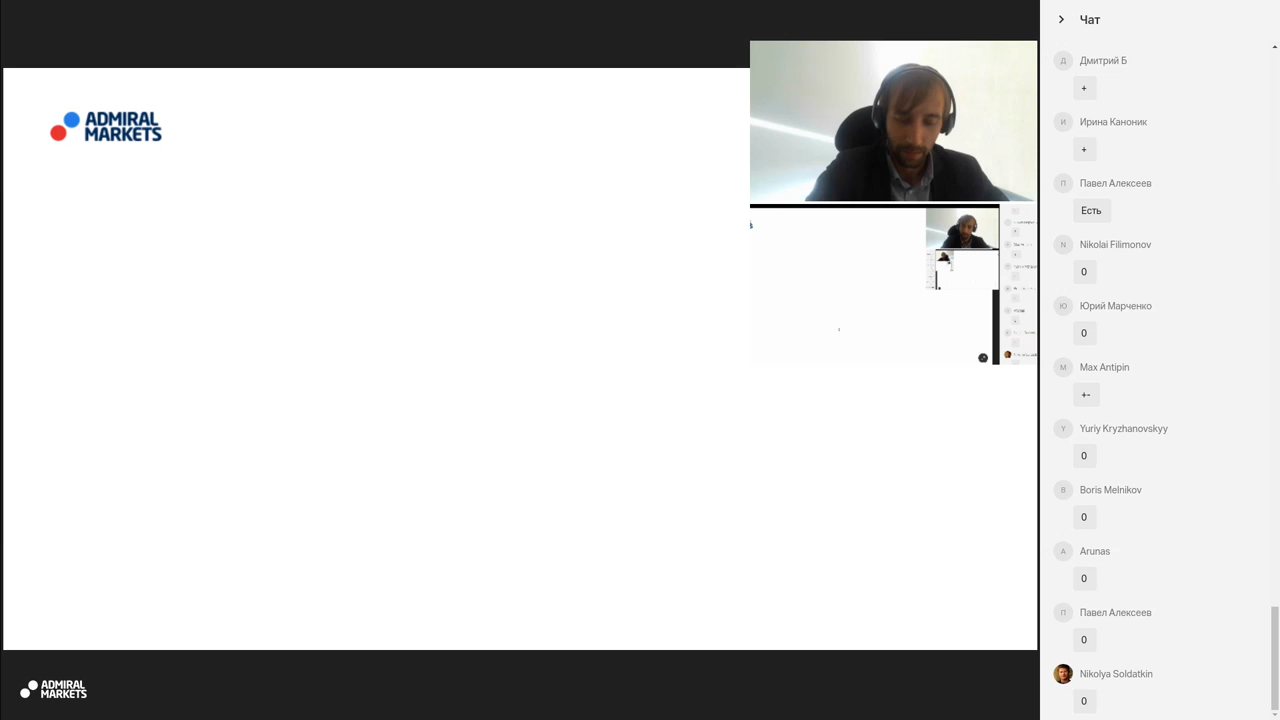 ADMIRAL
MARKETS
ADMIRAL
MARKETS
Чат
Д
Дмитрий Б
+
И
Ирина Каноник
+
П
Павел Алексеев
Есть
N
Nikolai Filimonov
0
Ю
Юрий Марченко
0
M
Max Antipin
+-
Y
Yuriy Kryzhanovskyy
0
B
Boris Melnikov
0
A
Arunas
0
П
Павел Алексеев
0
Nikolya Soldatkin
0